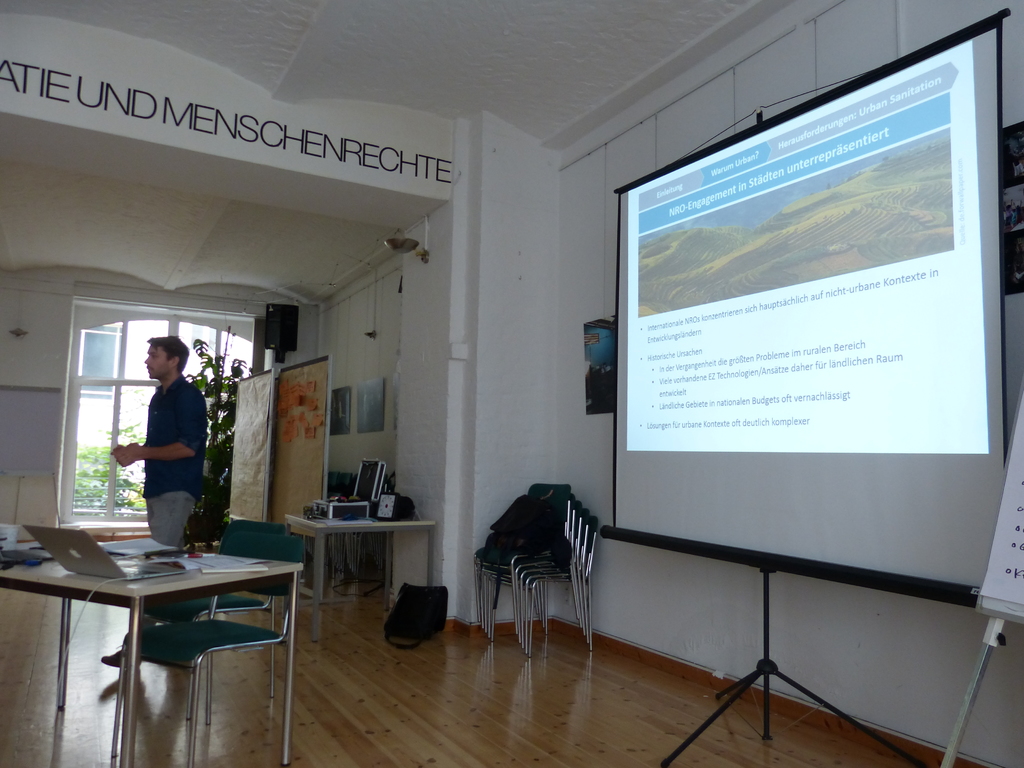 ATIE UND MENSCHENRECHTE
Einleitung
Warum Urban?
Herausforderungen: Urban Sanitation
NRO-Engagement in Städten unterrepräsentiert
• Internationale NROs konzentrieren sich hauptsächlich auf nicht-urbane Kontexte in
Entwicklungsländern
• Historische Ursachen
• In der Vergangenheit die größten Probleme im ruralen Bereich
• Viele vorhandene EZ Technologien/Ansätze daher für ländlichen Raum
entwickelt
• Ländliche Gebiete in nationalen Budgets oft vernachlässigt
• Lösungen für urbane Kontexte oft deutlich komplexer